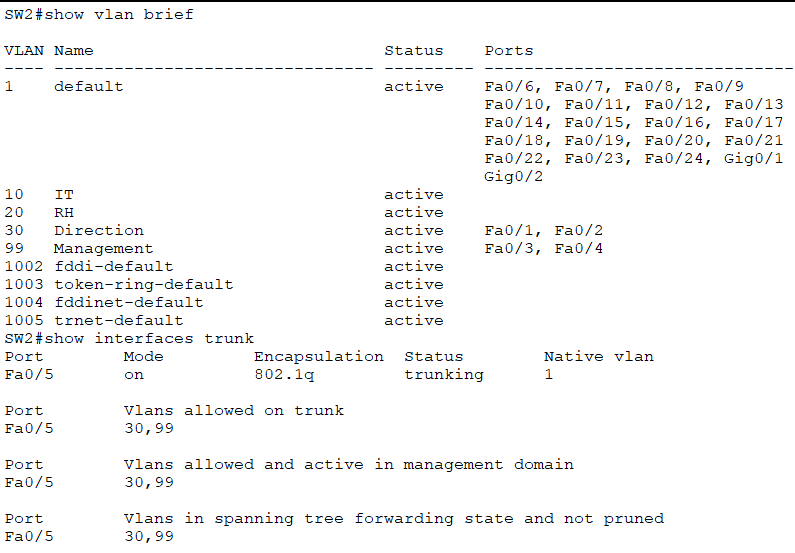 SW2#show vlan brief
VLAN Name                             Status    Ports
---- -------------------------------- --------- -------------------------------
1    default                          active    Fa0/6, Fa0/7, Fa0/8, Fa0/9
                                                Fa0/10, Fa0/11, Fa0/12, Fa0/13
                                                Fa0/14, Fa0/15, Fa0/16, Fa0/17
                                                Fa0/18, Fa0/19, Fa0/20, Fa0/21
                                                Fa0/22, Fa0/23, Fa0/24, Gig0/1
                                                Gig0/2
10   IT                               active
20   RH                               active
30   Direction                        active    Fa0/1, Fa0/2
99   Management                       active    Fa0/3, Fa0/4
1002 fddi-default                     active
1003 token-ring-default               active
1004 fddinet-default                  active
1005 trnet-default                    active
SW2#show interfaces trunk
Port        Mode         Encapsulation  Status        Native vlan
Fa0/5       on           802.1q         trunking      1
Port        Vlans allowed on trunk
Fa0/5       30,99
Port        Vlans allowed and active in management domain
Fa0/5       30,99
Port        Vlans in spanning tree forwarding state and not pruned
Fa0/5       30,99